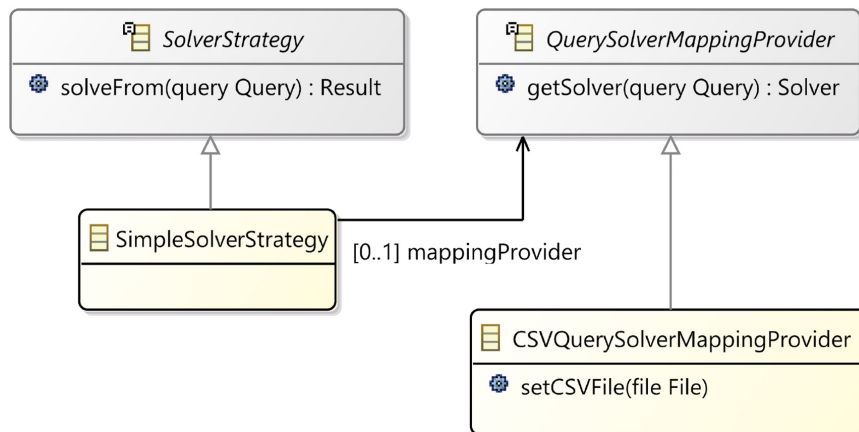 SolverStrategy
solveFrom(query Query) : Result
QuerySolverMappingProvider
getSolver(query Query) : Solver
SimpleSolverStrategy
[0..1] mappingProvider
CSVQuerySolverMappingProvider
setCSVFile(file File)